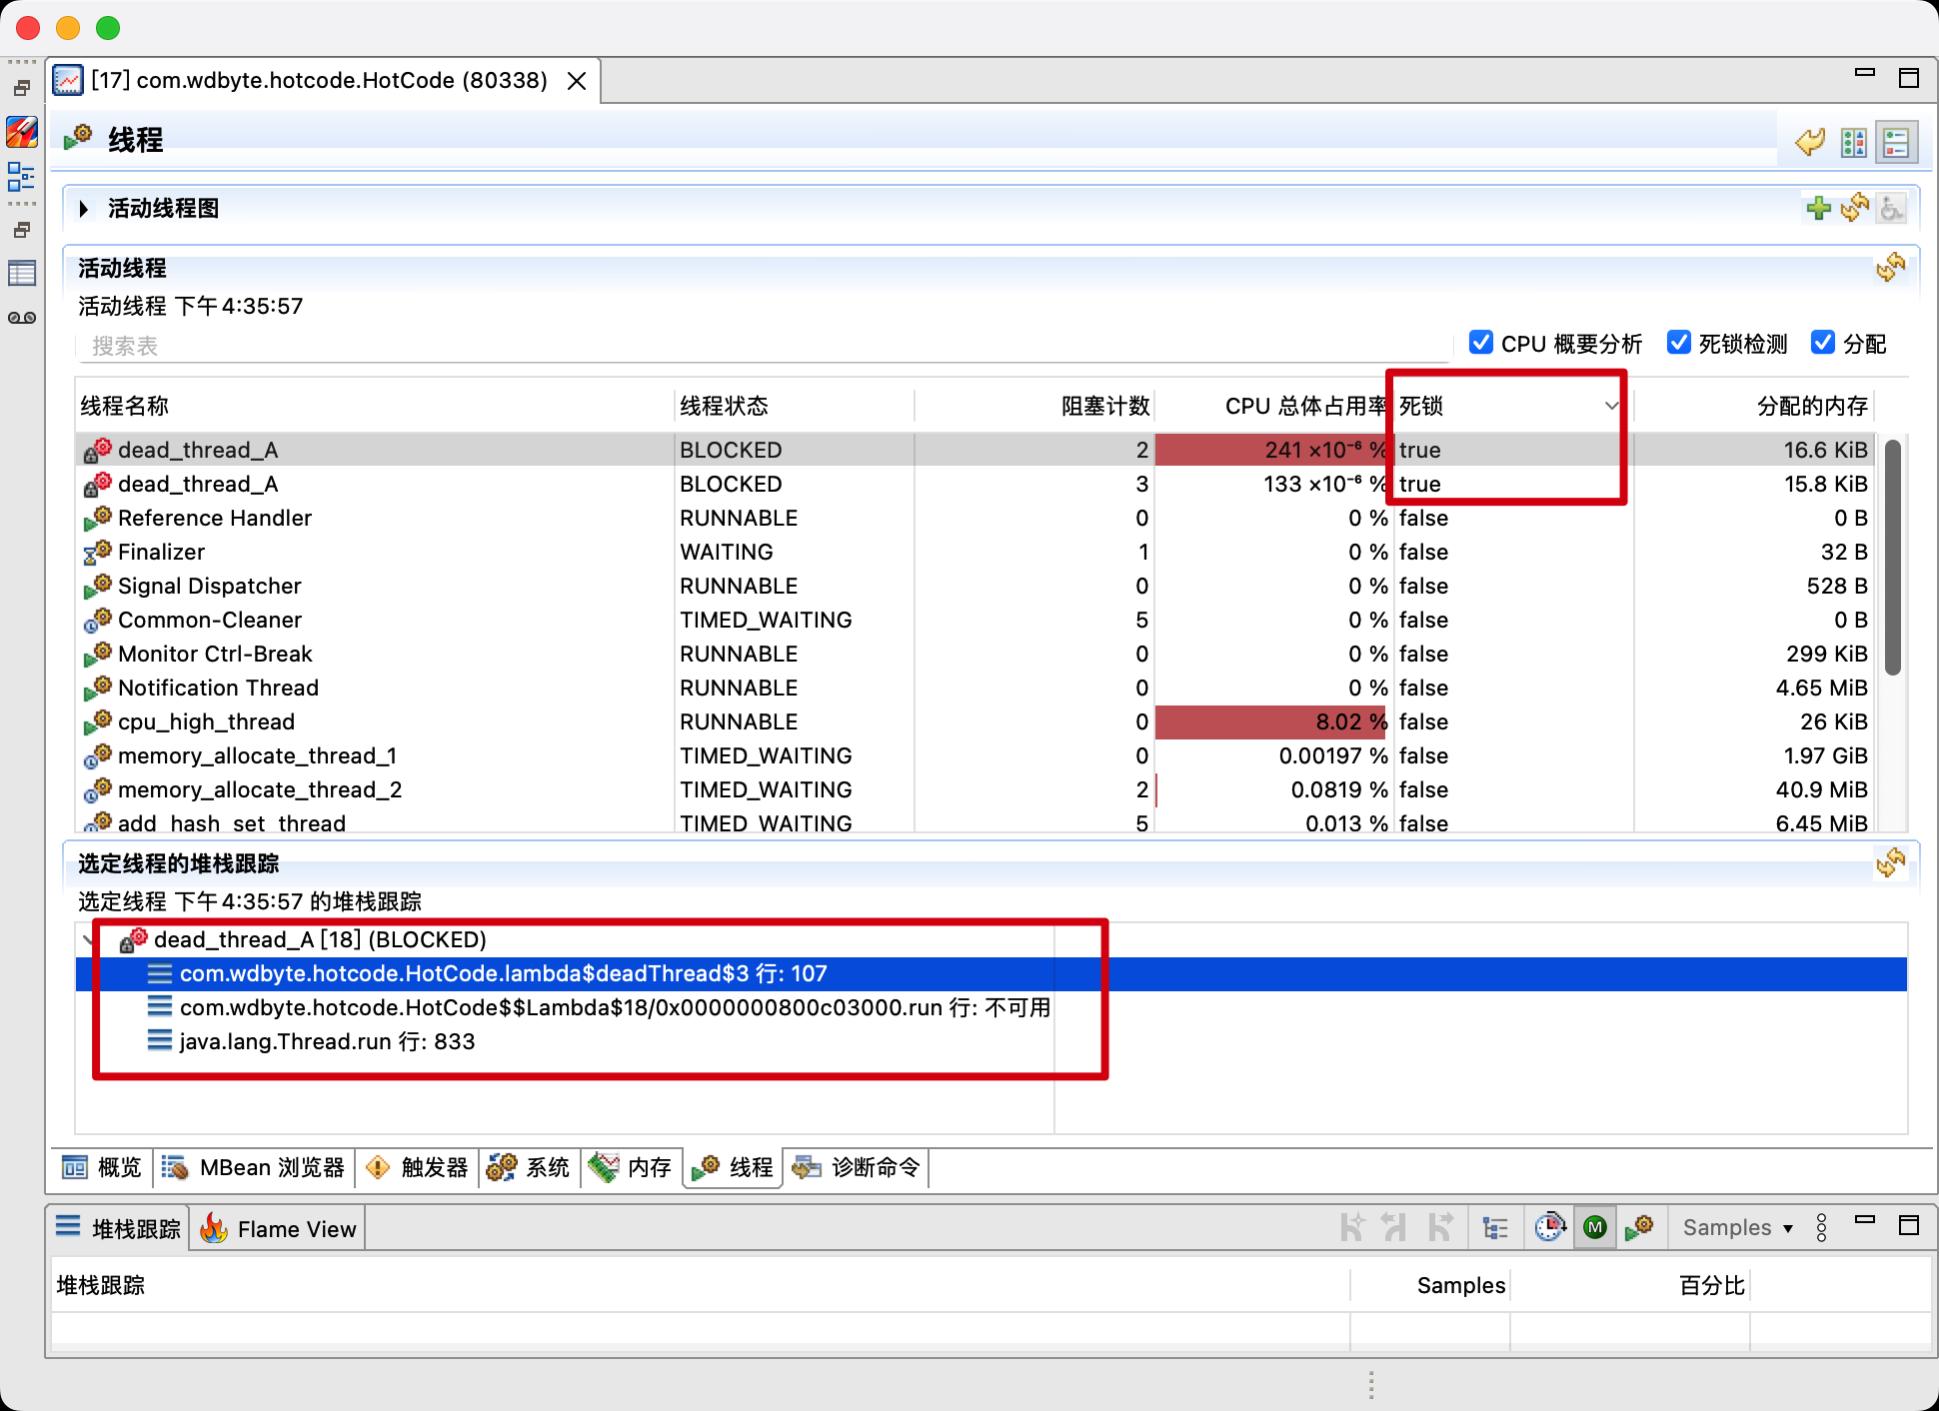 [17] com.wdbyte.hotcode.HotCode (80338)
线程
活动线程图
活动线程
活动线程 下午4:35:57
搜索表
CPU 概要分析 死锁检测 分配
线程名称 线程状态 阻塞计数 CPU 总体占用率 死锁 分配的内存
dead_thread_A BLOCKED 2 241 ×10⁻⁶ % true 16.6 KiB
dead_thread_A BLOCKED 3 133 ×10⁻⁶ % true 15.8 KiB
Reference Handler RUNNABLE 0 0 % false 0 B
Finalizer WAITING 1 0 % false 32 B
Signal Dispatcher RUNNABLE 0 0 % false 528 B
Common-Cleaner TIMED_WAITING 5 0 % false 0 B
Monitor Ctrl-Break RUNNABLE 0 0 % false 299 KiB
Notification Thread RUNNABLE 0 0 % false 4.65 MiB
cpu_high_thread RUNNABLE 0 8.02 % false 26 KiB
memory_allocate_thread_1 TIMED_WAITING 0 0.00197 % false 1.97 GiB
memory_allocate_thread_2 TIMED_WAITING 2 0.0819 % false 40.9 MiB
add_hash_set_thread TIMED_WAITING 5 0.013 % false 6.45 MiB
选定线程的堆栈跟踪
选定线程 下午4:35:57 的堆栈跟踪
dead_thread_A [18] (BLOCKED)
com.wdbyte.hotcode.HotCode.lambda$deadThread$3 行: 107
com.wdbyte.hotcode.HotCode$$Lambda$18/0x0000000800c03000.run 行: 不可用
java.lang.Thread.run 行: 833
概览 MBean 浏览器 触发器 系统 内存 线程 诊断命令
堆栈跟踪 Flame View M Samples
堆栈跟踪 Samples 百分比